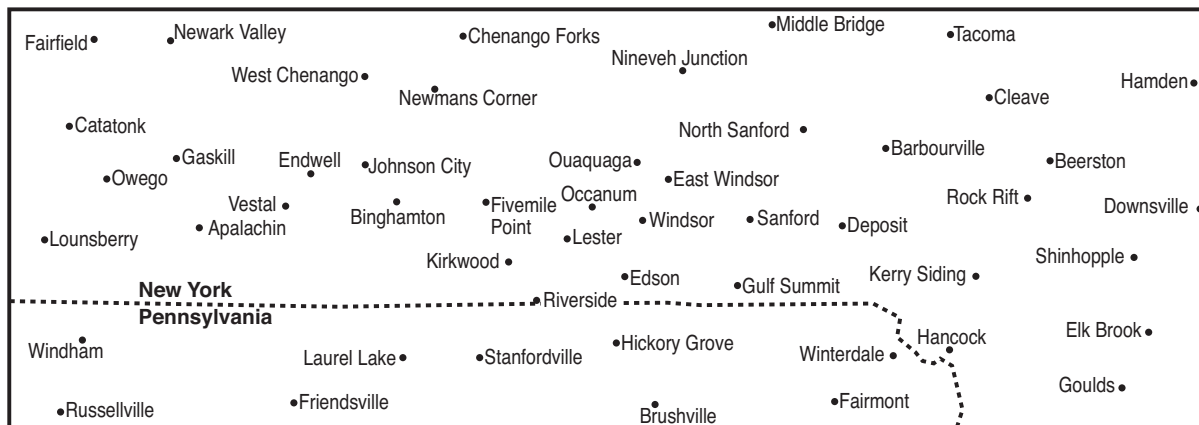 Middle Bridge
Newark Valley
Tacoma
Fairfield
Chenango Forks
Nineveh Junction
West Chenango
Hamden
Newmans Corner
Cleave
Catatonk
North Sanford
Barbourville
Gaskill
Endwell
Johnson City
Ouaquaga
Beerston
Owego
East Windsor
Occanum
Rock Rift
Vestal
Binghamton
Fivemile
Point
Downsville
Apalachin
Windsor
Sanford
Deposit
Lounsberry
Lester
Kirkwood
Shinhopple
Edson
Kerry Siding
Gulf Summit
New York
Riverside
Pennsylvania
Elk Brook
Hancock
Windham
Laurel Lake
Stanfordville
Hickory Grove
Winterdale
Goulds
Russellville
Friendsville
Brushville
Fairmont